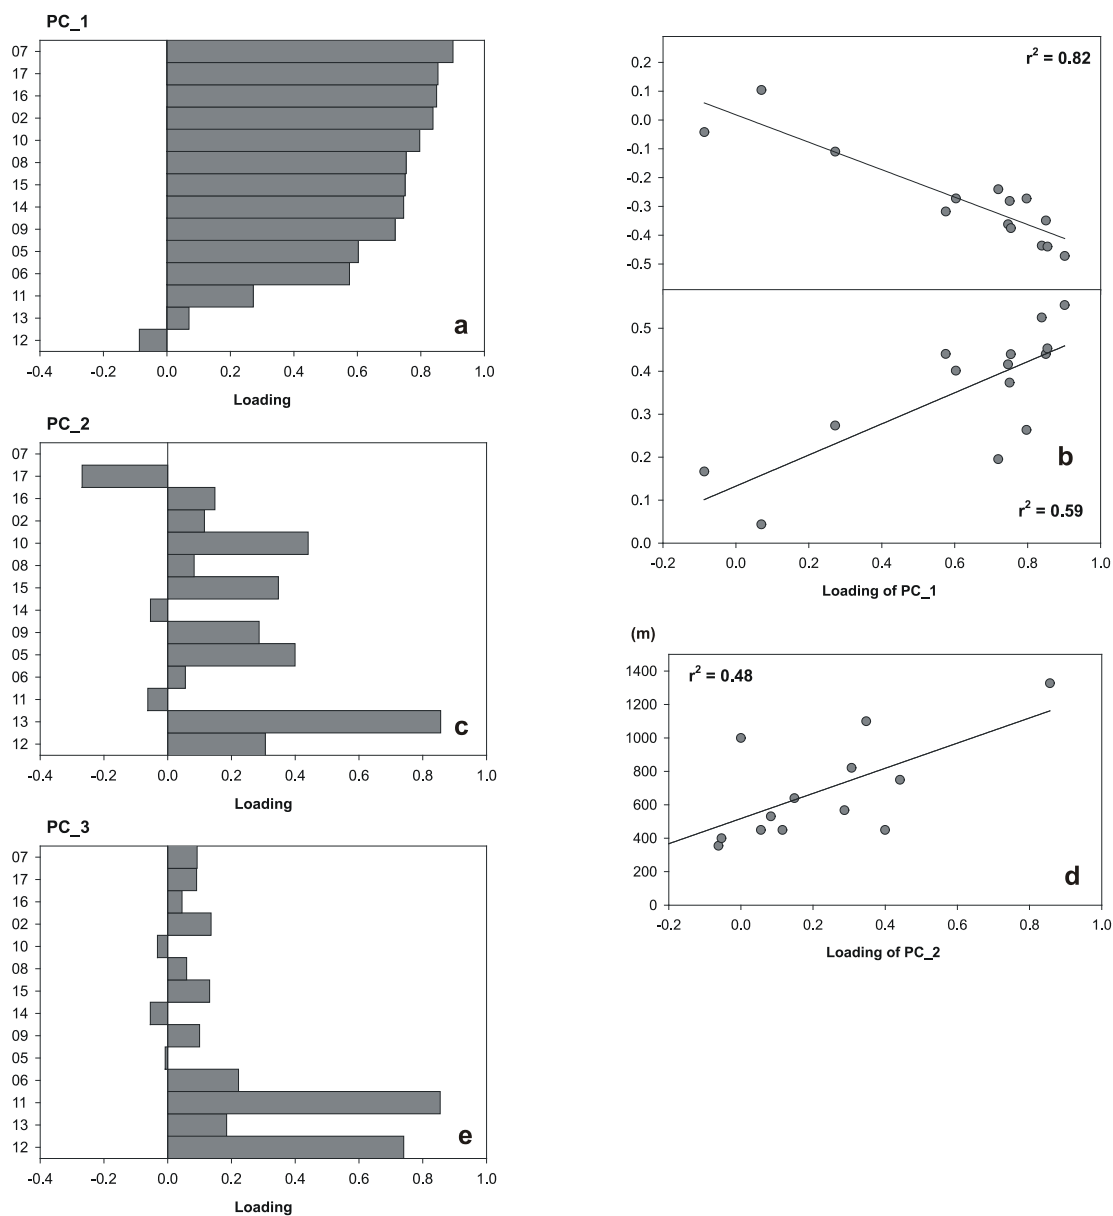 PC_1
07
17
16
02
10
08
15
14
09
05
06
11
13
12
a
-0.4 -0.2 0.0 0.2 0.4 0.6 0.8 1.0
Loading
PC_2
07
17
16
02
10
08
15
14
09
05
06
11
13
12
c
-0.4 -0.2 0.0 0.2 0.4 0.6 0.8 1.0
Loading
PC_3
07
17
16
02
10
08
15
14
09
05
06
11
13
12
e
-0.4 -0.2 0.0 0.2 0.4 0.6 0.8 1.0
Loading
r² = 0.82
0.2
0.1
0.0
-0.1
-0.2
-0.3
-0.4
-0.5
0.5
0.4
0.3
0.2
0.1
0.0
b
r² = 0.59
-0.2 0.0 0.2 0.4 0.6 0.8 1.0
Loading of PC_1
(m)
r² = 0.48
1400
1200
1000
800
600
400
200
0
d
-0.2 0.0 0.2 0.4 0.6 0.8 1.0
Loading of PC_2